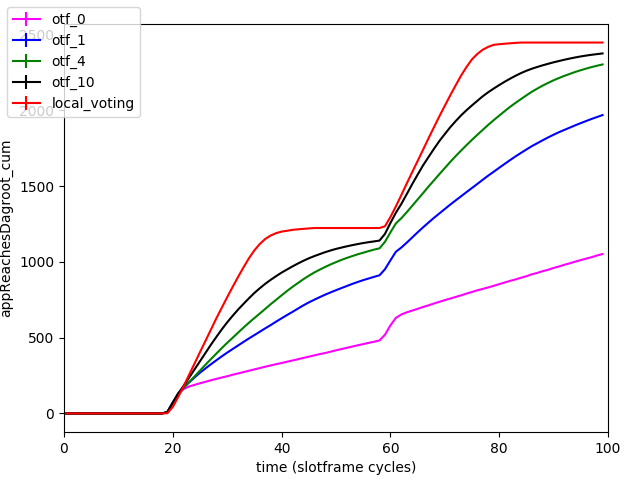 otf_0
otf_1
otf_4
otf_10
local_voting
2500
2000
1500
1000
500
0
appReachesDagroot_cum
0 20 40 60 80 100
time (slotframe cycles)